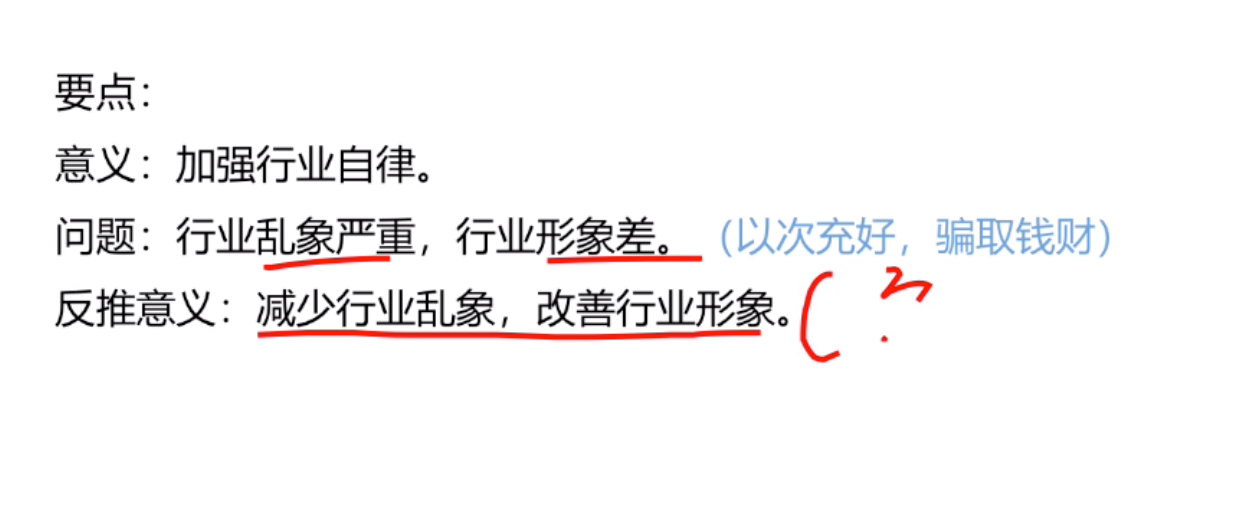 要点：
意义：加强行业自律。
问题：行业乱象严重，行业形象差。（以次充好，骗取钱财）
反推意义：减少行业乱象，改善行业形象。（?